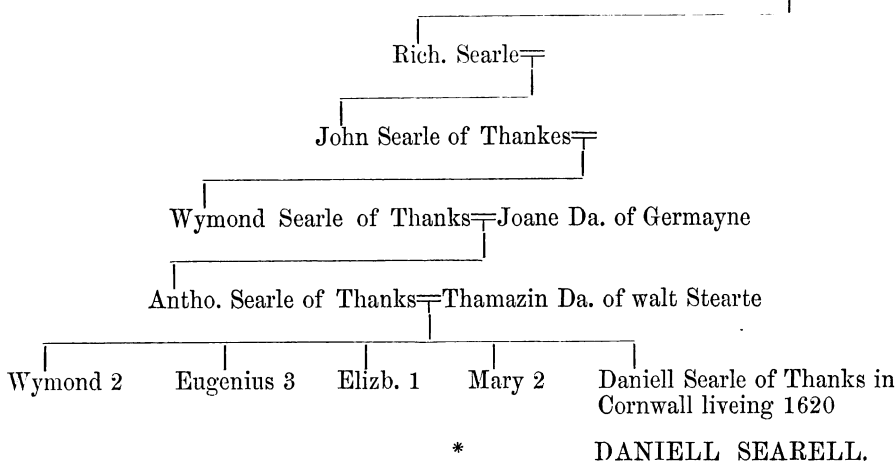 Rich. Searle
John Searle of Thankes
Wymond Searle of Thanks Joane Da. of Germayne
Antho. Searle of Thanks Thamazin Da. of walt Stearte
Wymond 2 Eugenius 3 Elizb. 1 Mary 2 Daniell Searle of Thanks in
Cornwall liveing 1620
* DANIELL SEARELL.